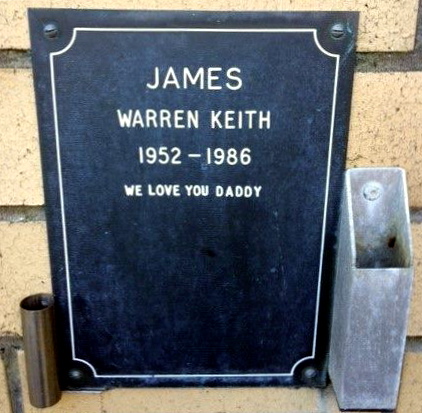 JAMES
WARREN KEITH
1952 - 1986
WE LOVE YOU DADDY